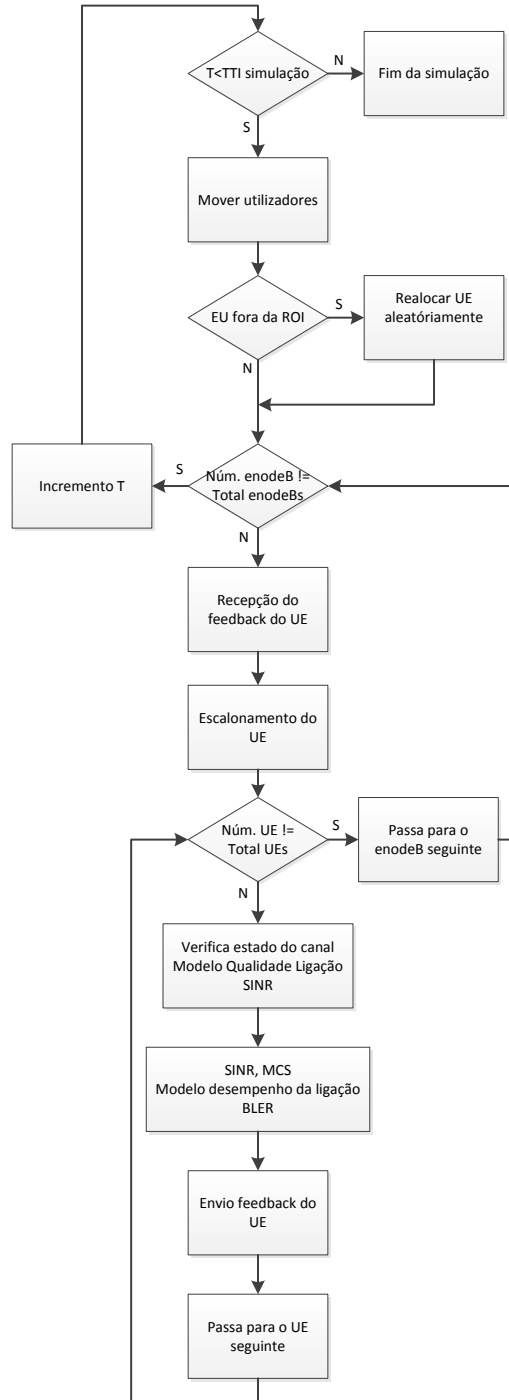 T<TTI simulação
N
Fim da simulação
S
Mover utilizadores
EU fora da ROI
S
Realocar UE
aleatóriamente
N
Incremento T
S
Núm. enodeB !=
Total enodeBs
N
Recepção do
feedback do UE
Escalonamento do
UE
Núm. UE !=
Total UEs
S
Passa para o
enodeB seguinte
N
Verifica estado do canal
Modelo Qualidade Ligação
SINR
SINR, MCS
Modelo desempenho da ligação
BLER
Envio feedback do
UE
Passa para o UE
seguinte